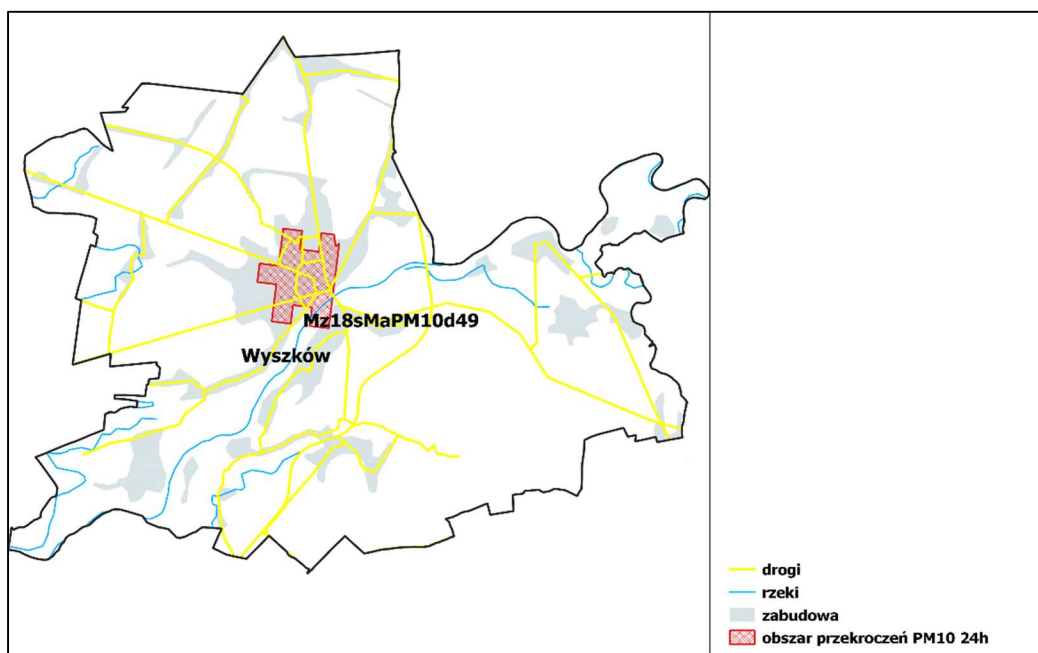 Mz18sMaPM10d49
Wyszków
drogi
rzeki
zabudowa
obszar przekroczeń PM10 24h